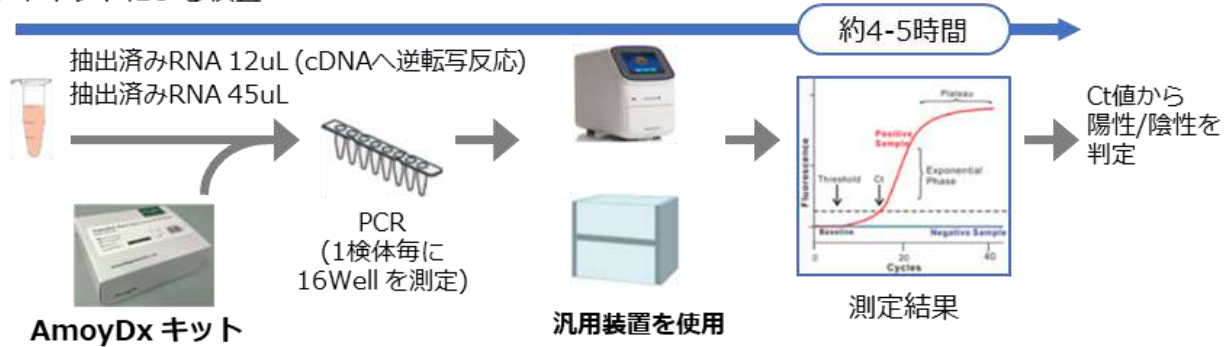 約4-5時間
抽出済みRNA 12uL (cDNAへ逆転写反応)
抽出済みRNA 45uL
PCR
(1検体毎に
16Well を測定)
AmoyDx キット
汎用装置を使用
Fluorescence
Plateau
Positive
Sample
Exponential
Phase
Threshold
Ct
Baseline
Negative Sample
0
20
40
Cycles
測定結果
Ct値から
陽性/陰性を
判定